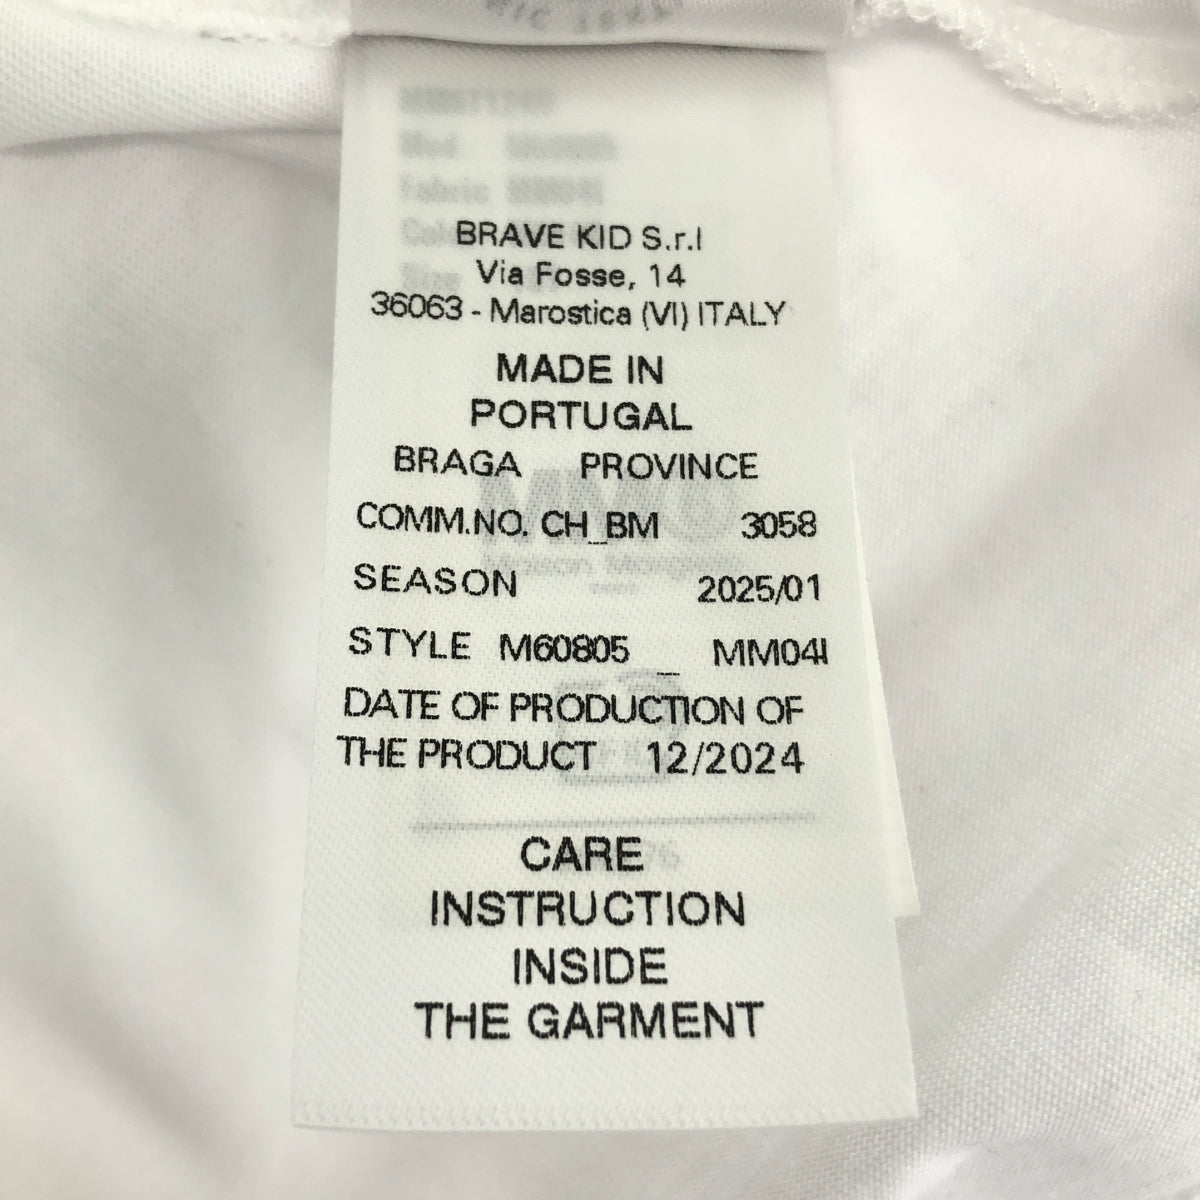 BRAVE KID S.r.l
Via Fosse, 14
36063 - Marostica (VI) ITALY
MADE IN
PORTUGAL
BRAGA PROVINCE
COMM.NO. CH_BM 3058
SEASON 2025/01
STYLE M60805 _ MM04I
DATE OF PRODUCTION OF
THE PRODUCT 12/2024
CARE
INSTRUCTION
INSIDE
THE GARMENT